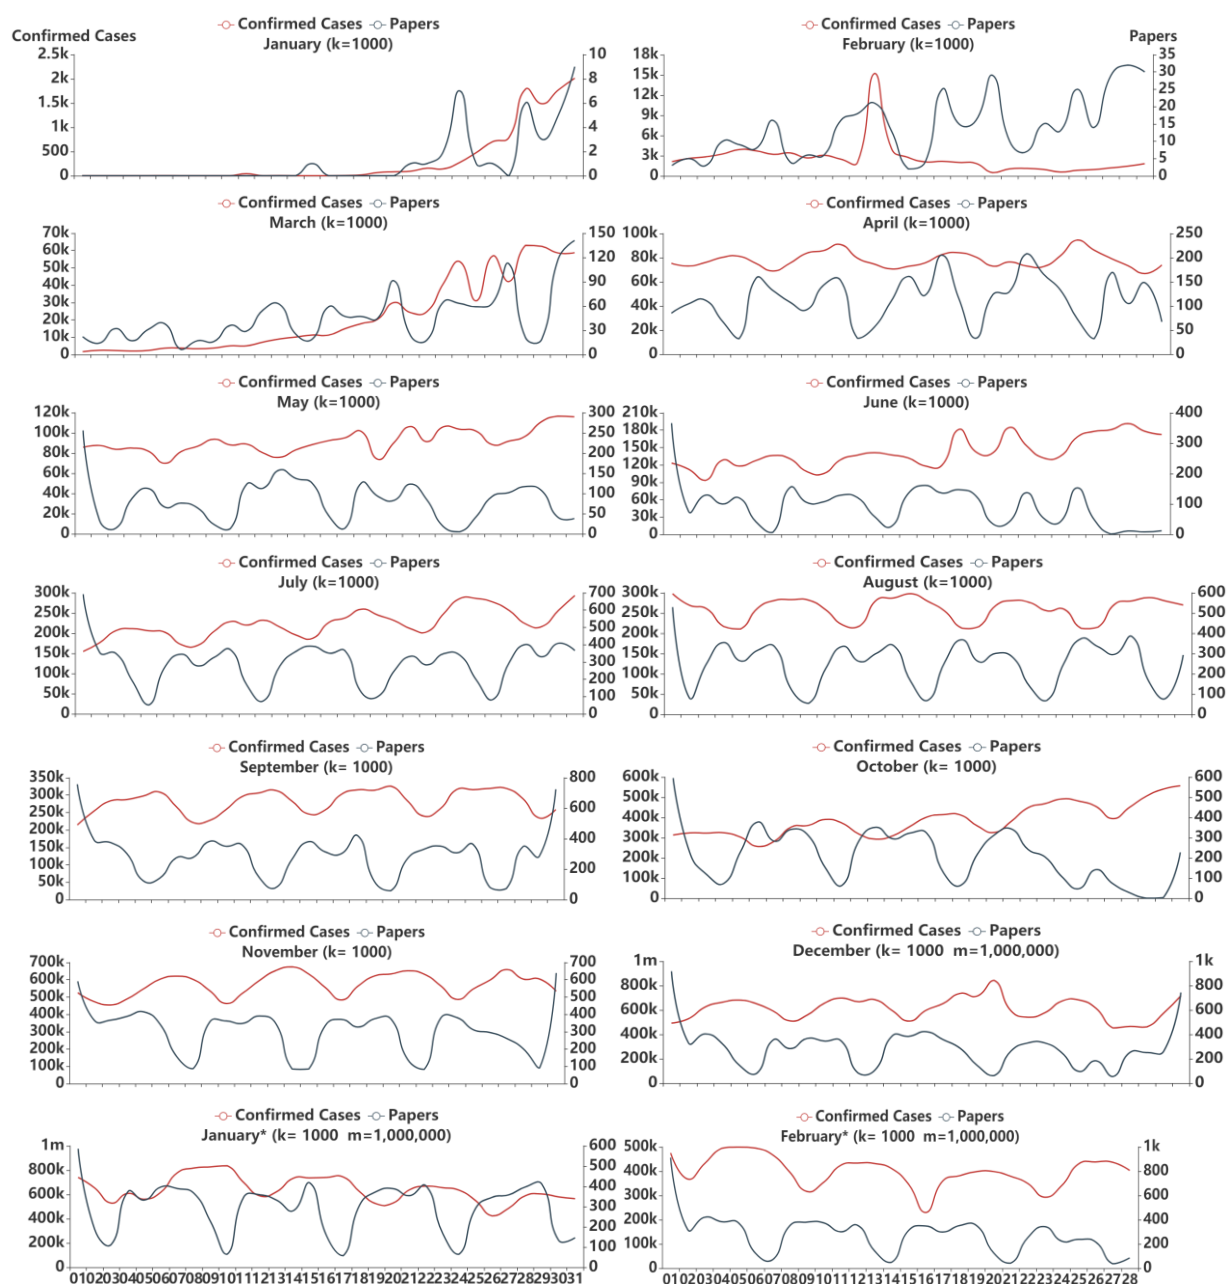 Confirmed Cases Papers
Confirmed Cases
January (k=1000)
2.5k
2k
1.5k
1k
500
0
10
8
6
4
2
0
Confirmed Cases Papers
Papers
February (k=1000)
18k
15k
12k
9k
6k
3k
0
35
30
25
20
15
10
5
0
Confirmed Cases Papers
March (k=1000)
70k
60k
50k
40k
30k
20k
10k
0
150
120
90
60
30
0
Confirmed Cases Papers
April (k=1000)
100k
80k
60k
40k
20k
0
250
200
150
100
50
0
Confirmed Cases Papers
May (k=1000)
120k
100k
80k
60k
40k
20k
0
300
250
200
150
100
50
0
Confirmed Cases Papers
June (k=1000)
210k
180k
150k
120k
90k
60k
30k
0
400
300
200
100
0
Confirmed Cases Papers
July (k=1000)
300k
250k
200k
150k
100k
50k
0
700
600
500
400
300
200
100
0
Confirmed Cases Papers
August (k=1000)
300k
250k
200k
150k
100k
50k
0
600
500
400
300
200
100
0
Confirmed Cases Papers
September (k= 1000)
350k
300k
250k
200k
150k
100k
50k
0
800
600
400
200
0
Confirmed Cases Papers
October (k= 1000)
600k
500k
400k
300k
200k
100k
0
600
500
400
300
200
100
0
Confirmed Cases Papers
November (k= 1000)
700k
600k
500k
400k
300k
200k
100k
0
700
600
500
400
300
200
100
0
Confirmed Cases Papers
December (k= 1000 m=1,000,000)
1m
800k
600k
400k
200k
0
1k
800
600
400
200
0
Confirmed Cases Papers
January* (k= 1000 m=1,000,000)
1m
800k
600k
400k
200k
0
600
500
400
300
200
100
0
01020304050607080910111213141516171819202122232425262728293031
Confirmed Cases Papers
February* (k= 1000 m=1,000,000)
500k
400k
300k
200k
100k
0
1k
800
600
400
200
0
01020304050607080910111213141516171819202122232425262728